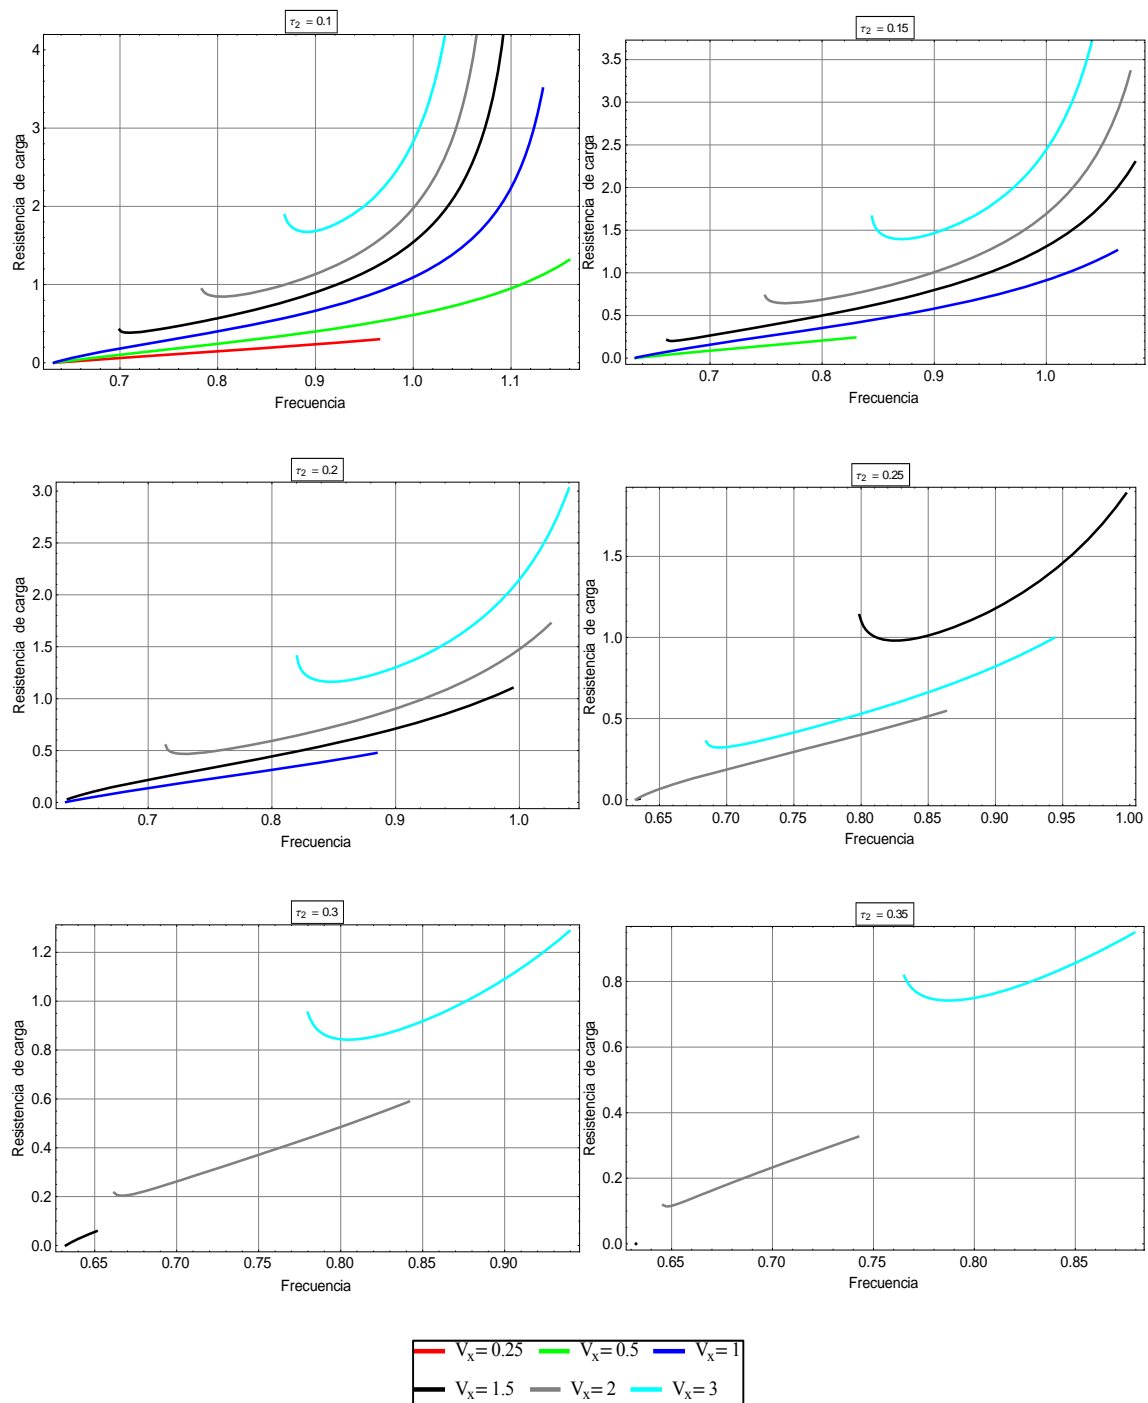 τ2 = 0.1
τ2 = 0.15
Resistencia de carga
4
3
2
1
0
0.7 0.8 0.9 1.0 1.1
Frecuencia
Resistencia de carga
3.5
3.0
2.5
2.0
1.5
1.0
0.5
0.0
0.7 0.8 0.9 1.0
Frecuencia
τ2 = 0.2
τ2 = 0.25
Resistencia de carga
3.0
2.5
2.0
1.5
1.0
0.5
0.0
0.7 0.8 0.9 1.0
Frecuencia
Resistencia de carga
1.5
1.0
0.5
0.0
0.65 0.70 0.75 0.80 0.85 0.90 0.95 1.00
Frecuencia
τ2 = 0.3
τ2 = 0.35
Resistencia de carga
1.2
1.0
0.8
0.6
0.4
0.2
0.0
0.65 0.70 0.75 0.80 0.85 0.90
Frecuencia
Resistencia de carga
0.8
0.6
0.4
0.2
0.0
0.65 0.70 0.75 0.80 0.85
Frecuencia
Vx= 0.25 Vx= 0.5 Vx= 1
Vx= 1.5 Vx= 2 Vx= 3